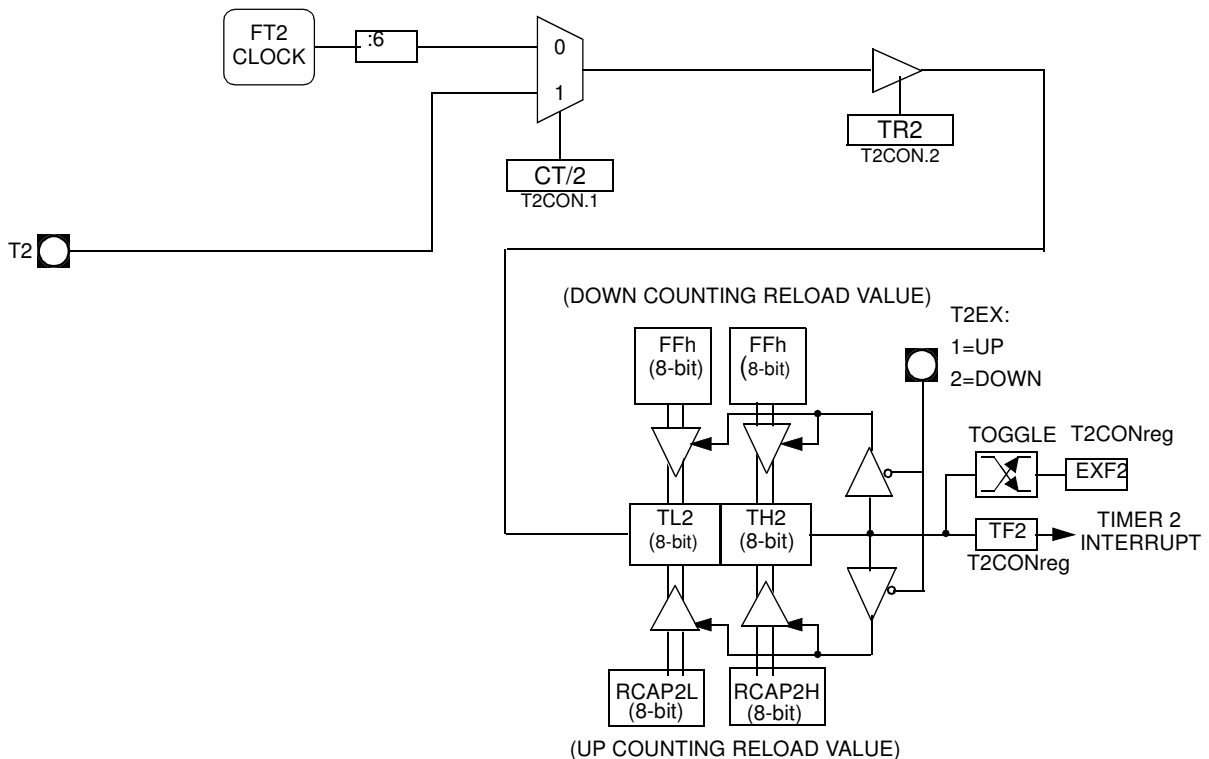 FT2
CLOCK
:6
0
1
TR2
T2CON.2
CT/2
T2CON.1
T2
(DOWN COUNTING RELOAD VALUE)
T2EX:
1=UP
2=DOWN
FFh
(8-bit)
FFh
(8-bit)
TOGGLE
T2CONreg
EXF2
TL2
(8-bit)
TH2
(8-bit)
TF2
T2CONreg
TIMER 2
INTERRUPT
RCAP2L
(8-bit)
RCAP2H
(8-bit)
(UP COUNTING RELOAD VALUE)